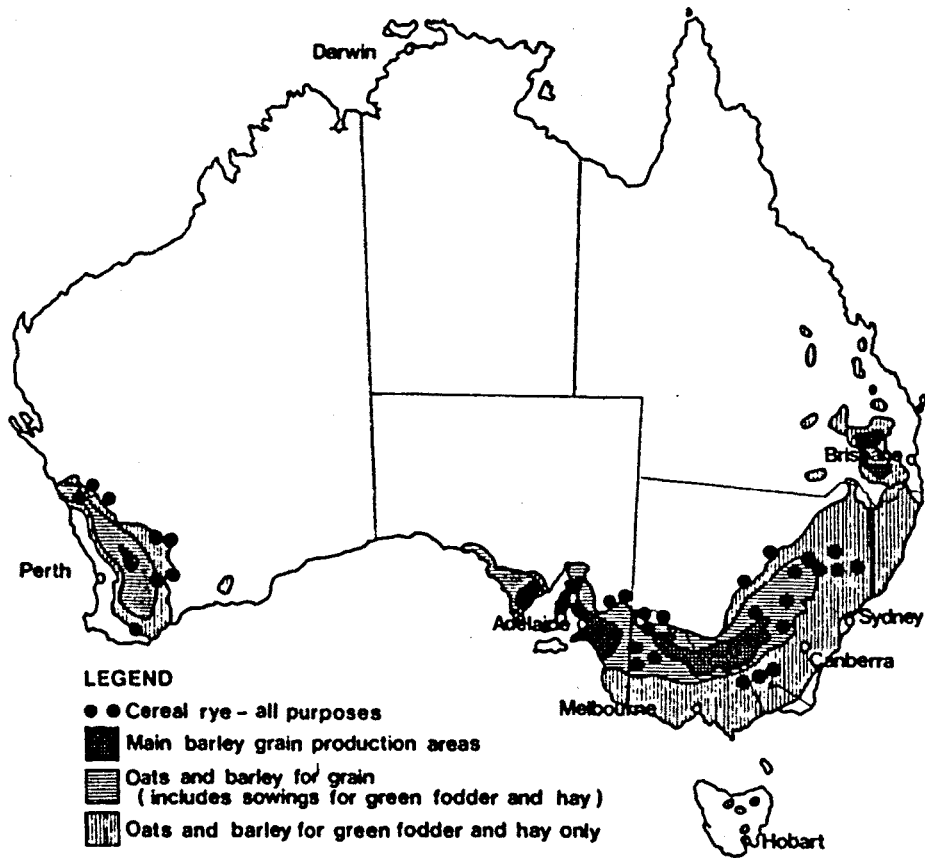 Darwin
Brisbane
Perth
Adelaide
Sydney
Canberra
LEGEND
Cereal rye - all purposes
Melbourne
Main barley grain production areas
Oats and barley for grain
(includes sowings for green fodder and hay)
Oats and barley for green fodder and hay only
Hobart